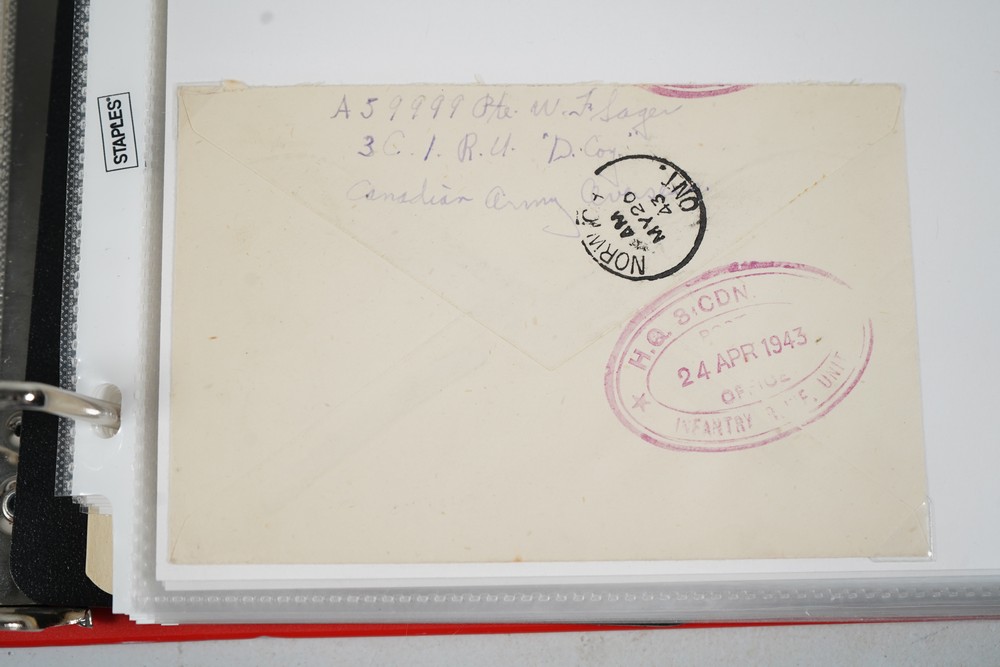 STAPLES
A59999 Pte. W. F Sager
3 C. I. R. U. "D. Coy"
Canadian Army Overseas.
NORWAY ONT.
AM
MY 20
43
H.Q. 3 CDN.
POST
24 APR 1943
OFFICE
INFANTRY UNIT